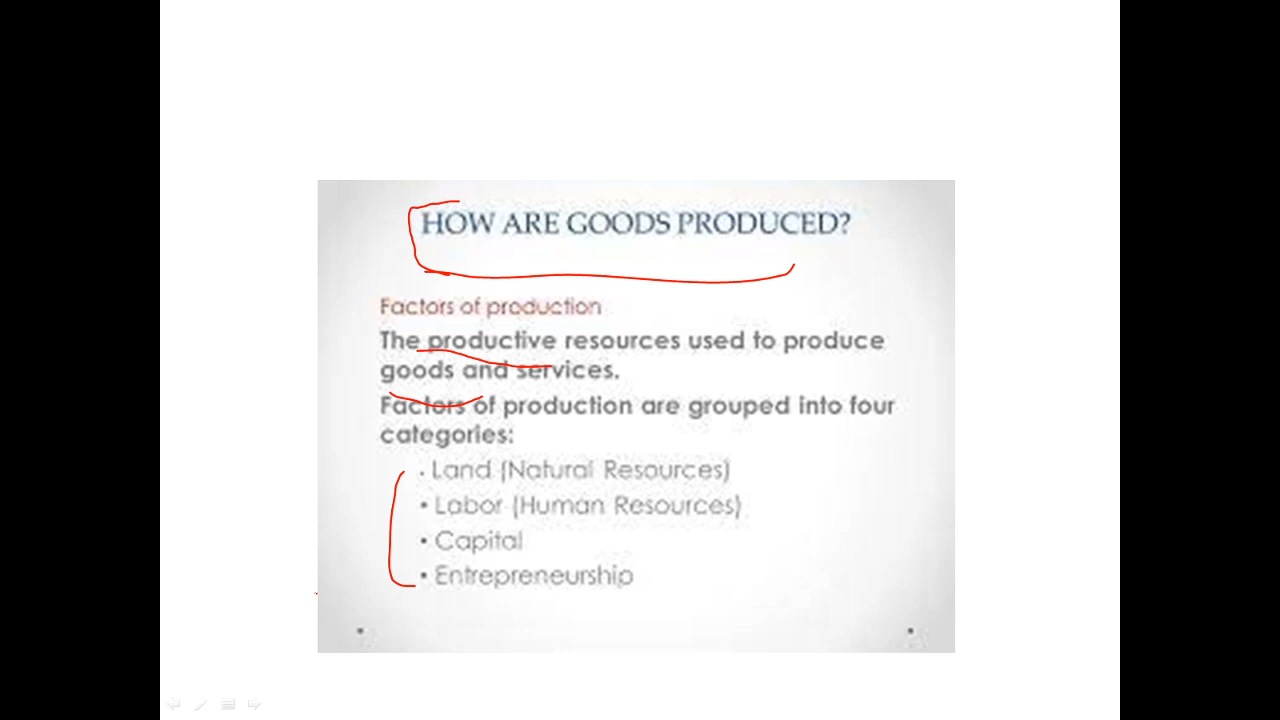 HOW ARE GOODS PRODUCED?
Factors of production
The productive resources used to produce
goods and services.
Factors of production are grouped into four
categories:
• Land (Natural Resources)
• Labor (Human Resources)
• Capital
• Entrepreneurship